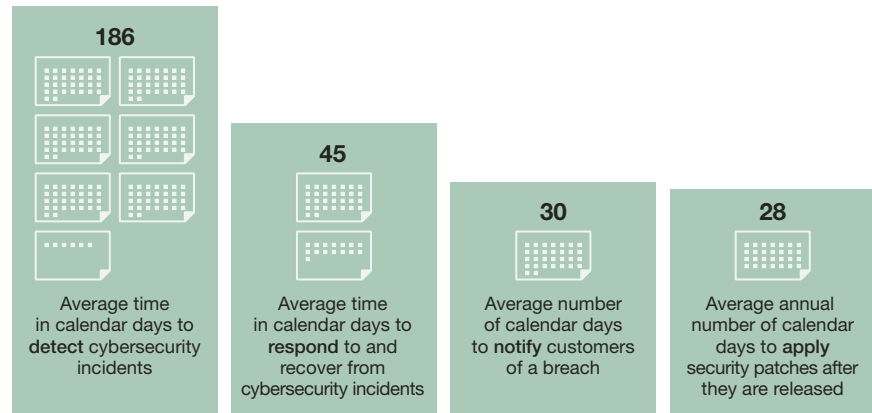 186
Average time
in calendar days to
detect cybersecurity
incidents
45
Average time
in calendar days to
respond to and
recover from
cybersecurity incidents
30
Average number
of calendar days
to notify customers
of a breach
28
Average annual
number of calendar
days to apply
security patches after
they are released